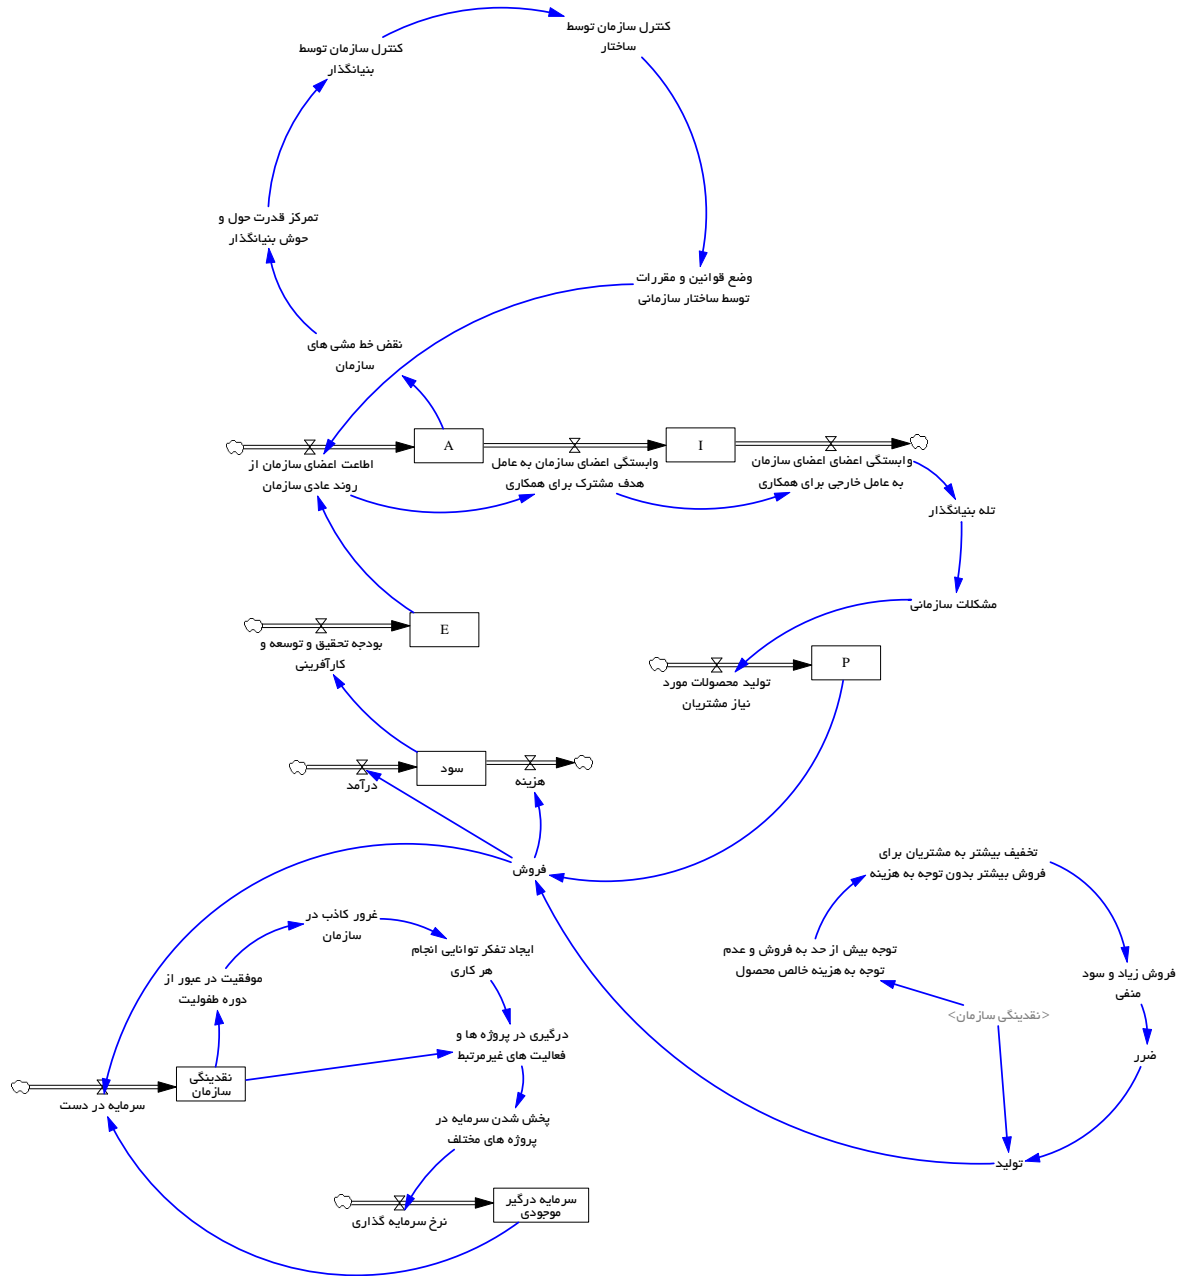 کنترل سازمان توسط
ساختار
کنترل سازمان توسط
بنیانگذار
تمرکز قدرت حول و
حوش بنیانگذار
وضع قوانین و مقررات
توسط ساختار سازمانی
نقض خط مشی های
سازمان
A
I
اطاعت اعضای سازمان از
روند عادی سازمان
وابستگی اعضای سازمان به عامل
هدف مشترک برای همکاری
وابستگی اعضای اعضای سازمان
به عامل خارجی برای همکاری
تله بنیانگذار
مشکلات سازمانی
E
بودجه تحقیق و توسعه و
کارآفرینی
P
تولید محصولات مورد
نیاز مشتریان
سود
درآمد
هزینه
فروش
تخفیف بیشتر به مشتریان برای
فروش بیشتر بدون توجه به هزینه
غرور کاذب در
سازمان
ایجاد تفکر توانایی انجام
هر کاری
توجه بیش از حد به فروش و عدم
توجه به هزینه خالص محصول
موفقیت در عبور از
دوره طفولیت
فروش زیاد و سود
منفی
<نقدینگی سازمان>
درگیری در پروژه ها و
فعالیت های غیرمرتبط
ضرر
نقدینگی
سازمان
سرمایه در دست
پخش شدن سرمایه در
پروژه های مختلف
تولید
سرمایه درگیر
موجودی
نرخ سرمایه گذاری